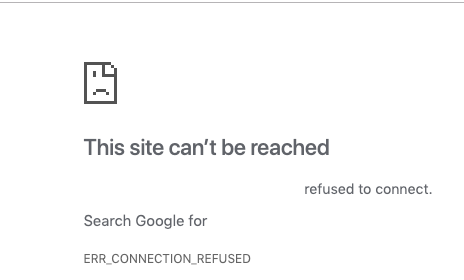 This site can’t be reached
refused to connect.
Search Google for
ERR_CONNECTION_REFUSED